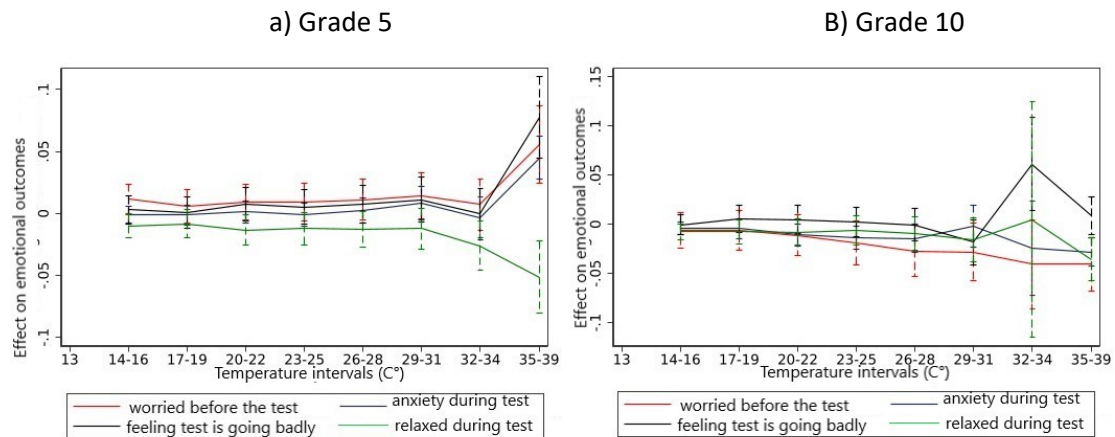 a) Grade 5
B) Grade 10
Effect on emotional outcomes
.1
.05
0
-.05
-.1
13 14-16 17-19 20-22 23-25 26-28 29-31 32-34 35-39
Temperature intervals (C°)
worried before the test
anxiety during test
feeling test is going badly
relaxed during test
Effect on emotional outcomes
.15
.1
.05
0
-.05
-.1
13 14-16 17-19 20-22 23-25 26-28 29-31 32-34 35-39
Temperature intervals (C°)
worried before the test
anxiety during test
feeling test is going badly
relaxed during test